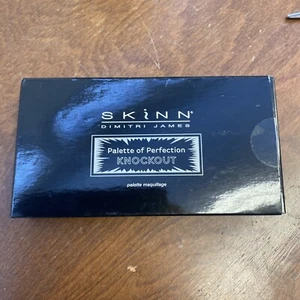 SKiNN®
DIMITRI JAMES
Palette of Perfection
KNOCKOUT
palette maquillage